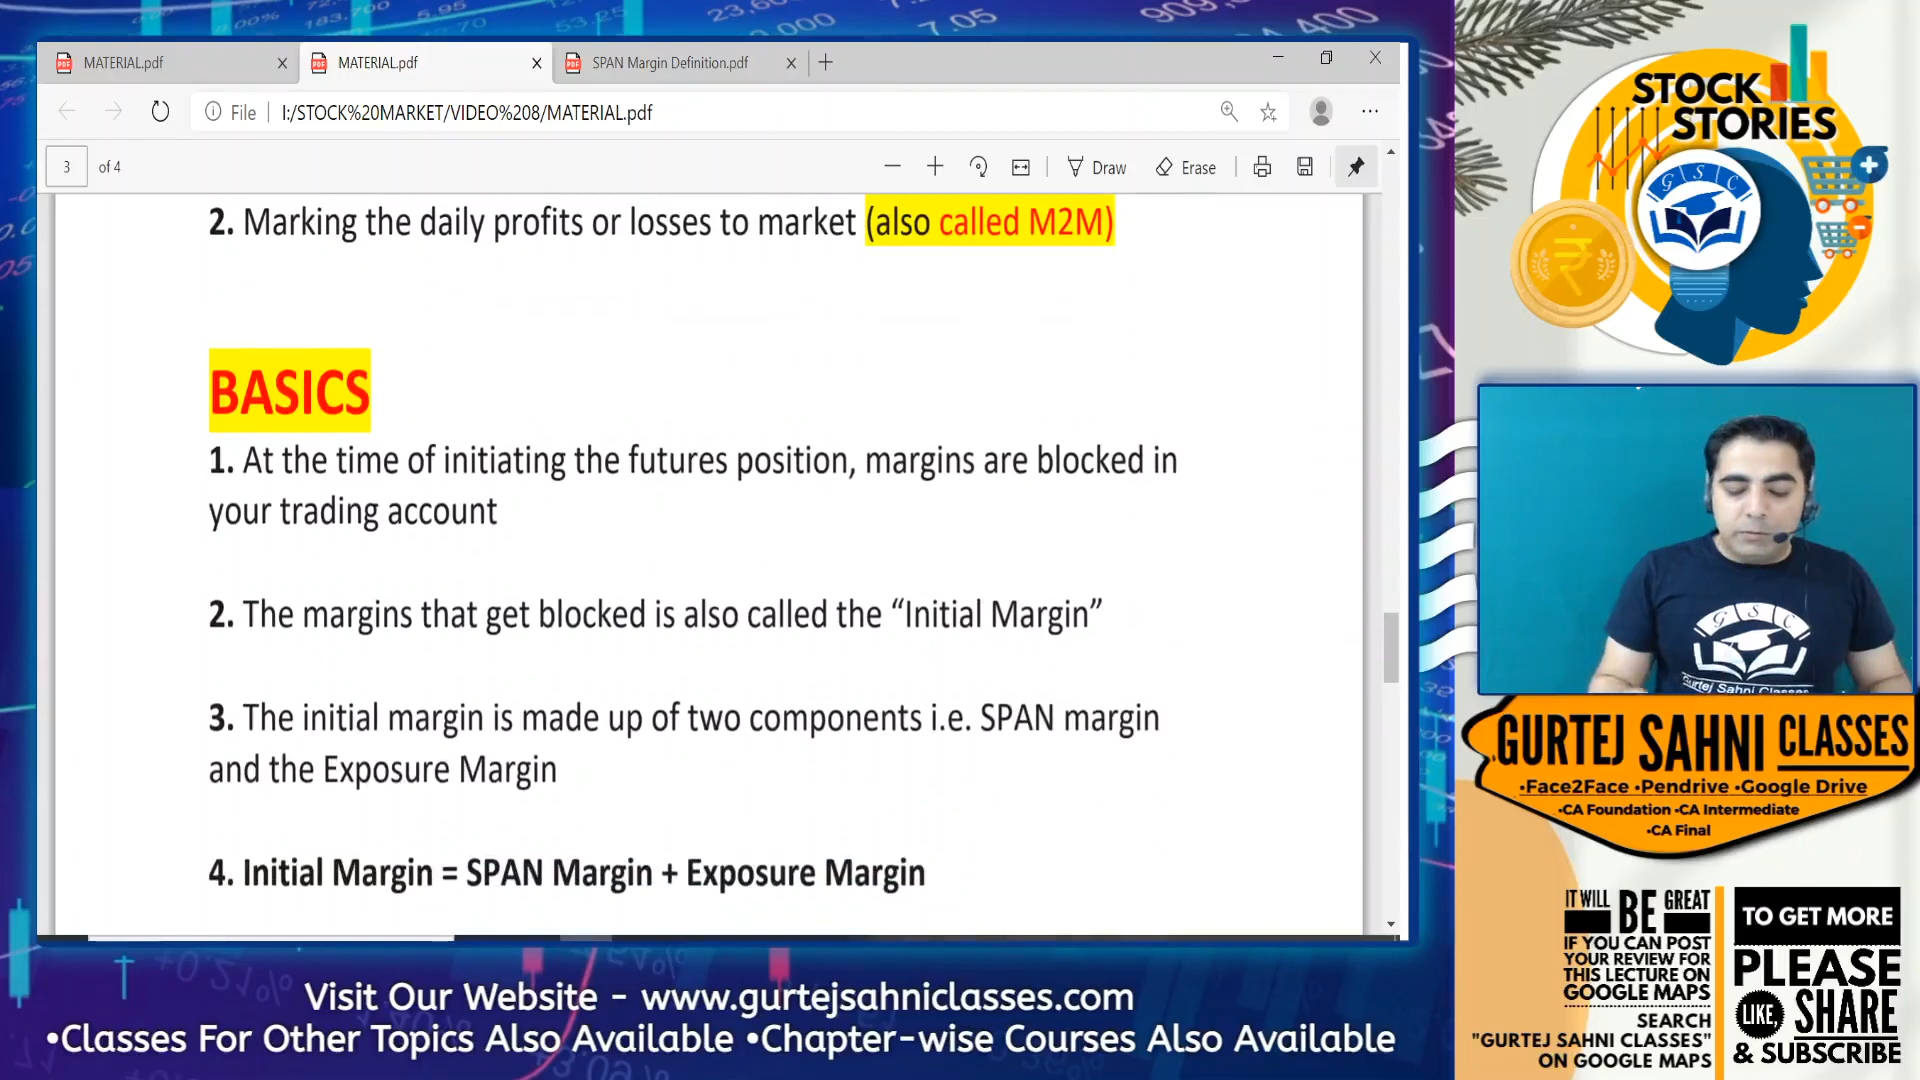 MATERIAL.pdf
MATERIAL.pdf
SPAN Margin Definition.pdf
File
I:/STOCK%20MARKET/VIDEO%208/MATERIAL.pdf
3
of 4
Draw
Erase
2. Marking the daily profits or losses to market (also called M2M)
BASICS
1. At the time of initiating the futures position, margins are blocked in
your trading account
2. The margins that get blocked is also called the “Initial Margin”
3. The initial margin is made up of two components i.e. SPAN margin
and the Exposure Margin
4. Initial Margin = SPAN Margin + Exposure Margin
STOCK
STORIES
G S C
G S C
Gurtej Sahni Classes
GURTEJ SAHNI CLASSES
•Face2Face •Pendrive •Google Drive
•CA Foundation •CA Intermediate
•CA Final
IT WILL BE GREAT
IF YOU CAN POST
YOUR REVIEW FOR
THIS LECTURE ON
GOOGLE MAPS
SEARCH
"GURTEJ SAHNI CLASSES"
ON GOOGLE MAPS
TO GET MORE
PLEASE
LIKE, SHARE
& SUBSCRIBE
Visit Our Website - www.gurtejsahniclasses.com
•Classes For Other Topics Also Available •Chapter-wise Courses Also Available